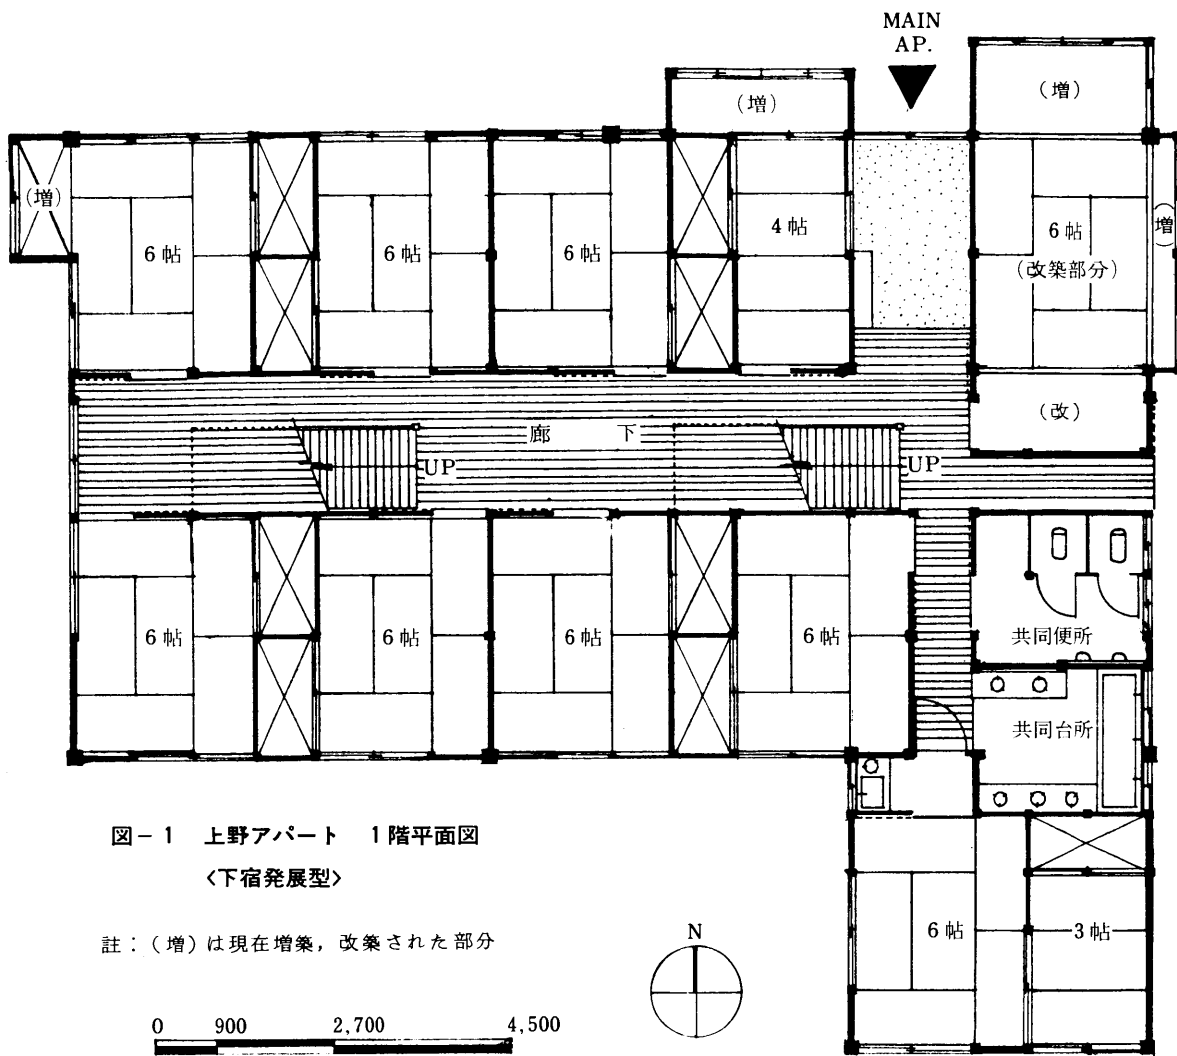 MAIN
AP.
(増)
(増)
(増)
6帖
6帖
6帖
4帖
6帖
(改築部分)
(増)
(改)
廊 下
UP
UP
6帖
6帖
6帖
6帖
共同便所
共同台所
図-1 上野アパート 1階平面図
〈下宿発展型〉
註：(増)は現在増築，改築された部分
N
6帖
3帖
0 900 2,700 4,500